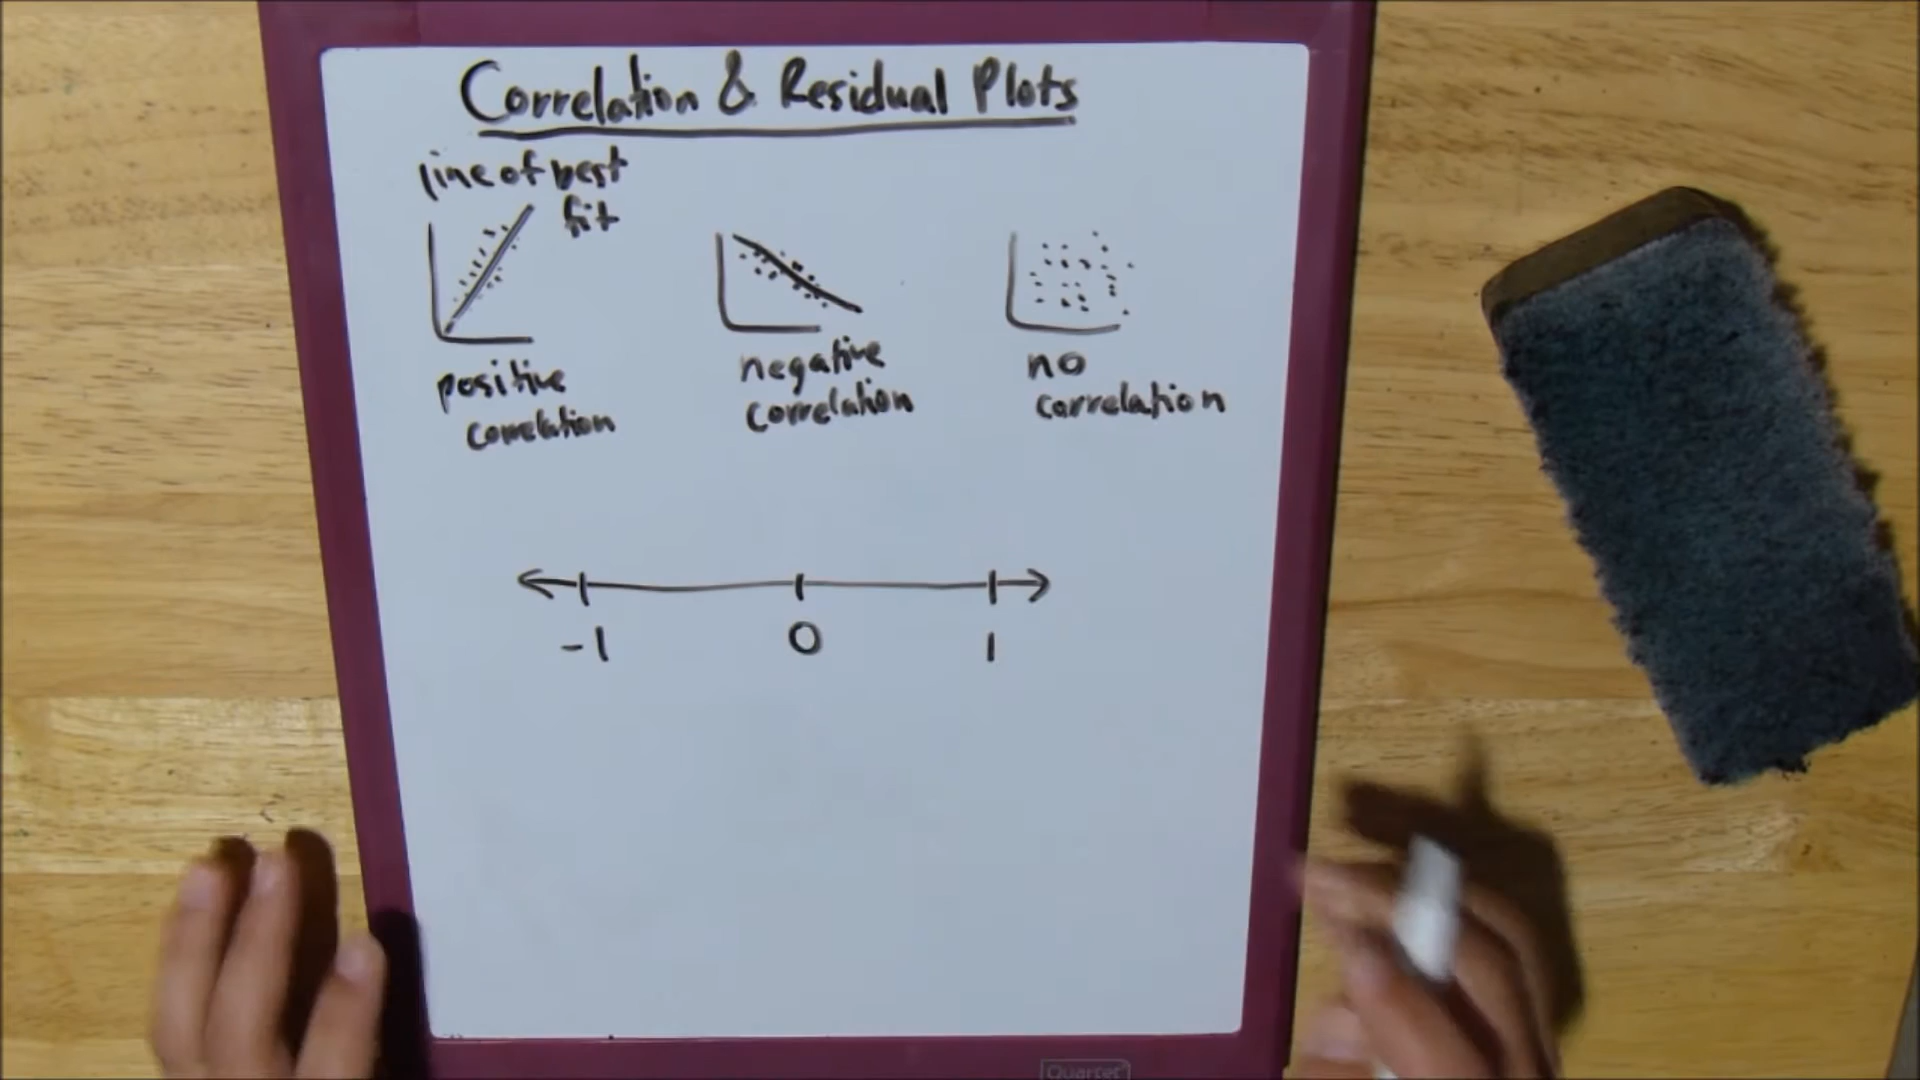 Correlation & Residual Plots
line of best
fit
positive
correlation
negative
correlation
no
correlation
-1 0 1
Quartet